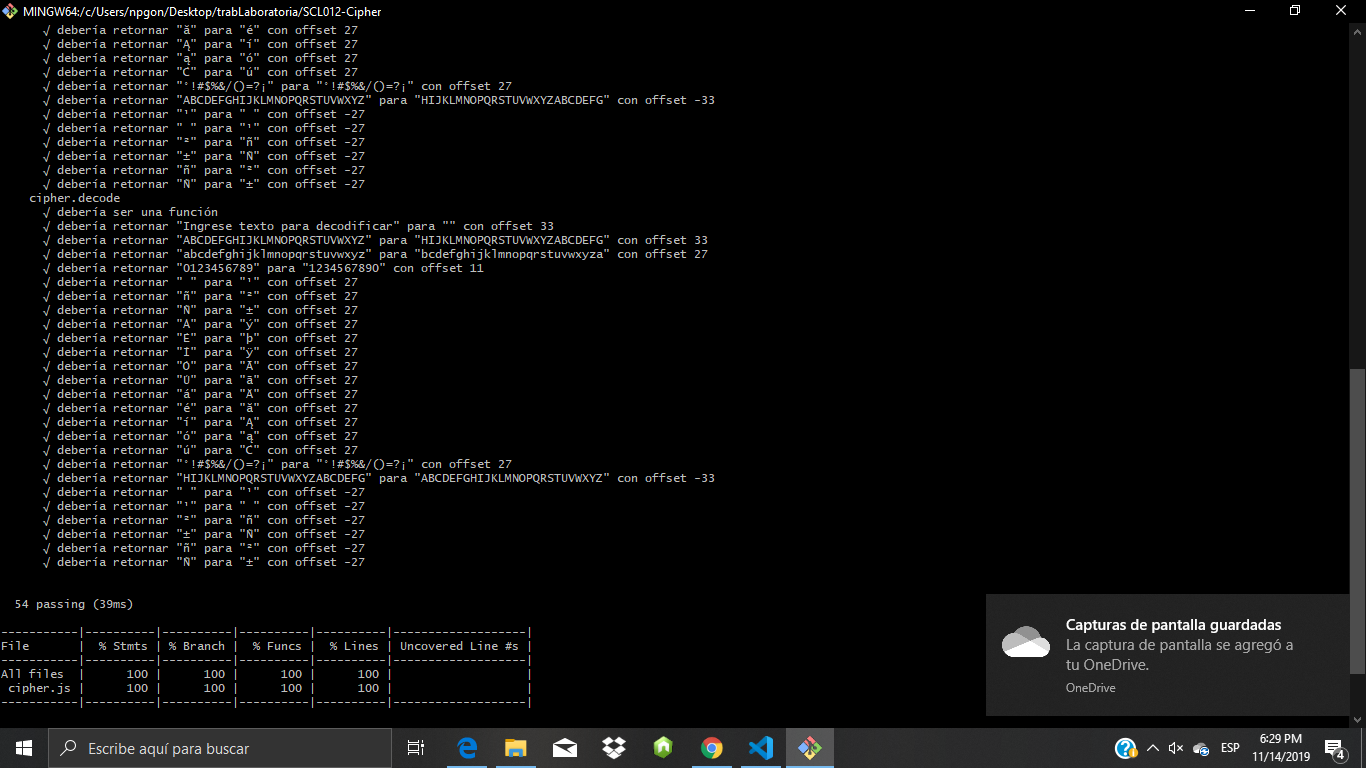 MINGW64:/c/Users/npgon/Desktop/trabLaboratoria/SCL012-Cipher
√ debería retornar "ă" para "é" con offset 27
√ debería retornar "Ą" para "í" con offset 27
√ debería retornar "ą" para "ó" con offset 27
√ debería retornar "Ć" para "ú" con offset 27
√ debería retornar "°!#$%&/()=?¡" para "°!#$%&/()=?¡" con offset 27
√ debería retornar "ABCDEFGHIJKLMNOPQRSTUVWXYZ" para "HIJKLMNOPQRSTUVWXYZABCDEFG" con offset -33
√ debería retornar "¹" para " " con offset -27
√ debería retornar " " para "¹" con offset -27
√ debería retornar "ª" para "ñ" con offset -27
√ debería retornar "±" para "Ñ" con offset -27
√ debería retornar "ñ" para "ª" con offset -27
√ debería retornar "Ñ" para "±" con offset -27
cipher.decode
√ debería ser una función
√ debería retornar "Ingrese texto para decodificar" para "" con offset 33
√ debería retornar "ABCDEFGHIJKLMNOPQRSTUVWXYZ" para "HIJKLMNOPQRSTUVWXYZABCDEFG" con offset 33
√ debería retornar "abcdefghijklmnopqrstuvwxyz" para "bcdefghijklmnopqrstuvwxyza" con offset 27
√ debería retornar "0123456789" para "1234567890" con offset 11
√ debería retornar " " para "¹" con offset 27
√ debería retornar "ñ" para "ª" con offset 27
√ debería retornar "Ñ" para "±" con offset 27
√ debería retornar "Á" para "ý" con offset 27
√ debería retornar "É" para "þ" con offset 27
√ debería retornar "Í" para "ÿ" con offset 27
√ debería retornar "Ó" para "Ā" con offset 27
√ debería retornar "Ú" para "ā" con offset 27
√ debería retornar "á" para "Ă" con offset 27
√ debería retornar "é" para "ă" con offset 27
√ debería retornar "í" para "Ą" con offset 27
√ debería retornar "ó" para "ą" con offset 27
√ debería retornar "ú" para "Ć" con offset 27
√ debería retornar "°!#$%&/()=?¡" para "°!#$%&/()=?¡" con offset 27
√ debería retornar "HIJKLMNOPQRSTUVWXYZABCDEFG" para "ABCDEFGHIJKLMNOPQRSTUVWXYZ" con offset -33
√ debería retornar " " para "¹" con offset -27
√ debería retornar "¹" para " " con offset -27
√ debería retornar "ª" para "ñ" con offset -27
√ debería retornar "±" para "Ñ" con offset -27
√ debería retornar "ñ" para "ª" con offset -27
√ debería retornar "Ñ" para "±" con offset -27
54 passing (39ms)
-----------|----------|----------|----------|----------|-------------------|
File       |  % Stmts | % Branch |  % Funcs |  % Lines | Uncovered Line #s |
-----------|----------|----------|----------|----------|-------------------|
All files  |      100 |      100 |      100 |      100 |                   |
 cipher.js |      100 |      100 |      100 |      100 |                   |
-----------|----------|----------|----------|----------|-------------------|
Capturas de pantalla guardadas
La captura de pantalla se agregó a
tu OneDrive.
OneDrive
Escribe aquí para buscar
ESP
6:29 PM
11/14/2019
4